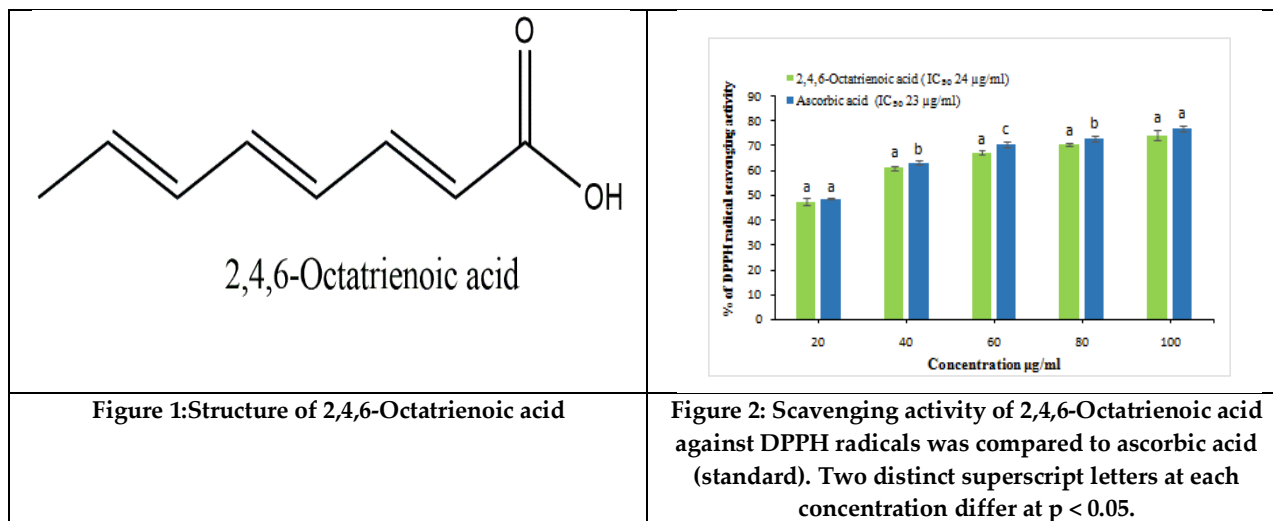 O
OH
2,4,6-Octatrienoic acid
Figure 1:Structure of 2,4,6-Octatrienoic acid
2,4,6-Octatrienoic acid ( IC₅₀ 24 µg/ml)
Ascorbic acid (IC₅₀ 23 µg/ml)
% of DPPH radical scavenging activity
90
80
70
60
50
40
30
20
10
0
a a
a b
a c
a b
a a
20 40 60 80 100
Concentration µg/ml
Figure 2: Scavenging activity of 2,4,6-Octatrienoic acid
against DPPH radicals was compared to ascorbic acid
(standard). Two distinct superscript letters at each
concentration differ at p < 0.05.